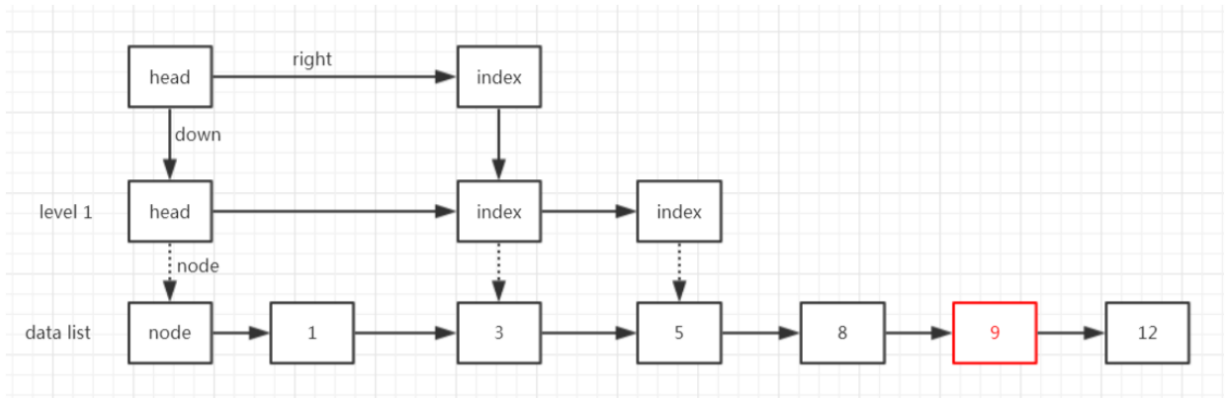 right
head index
down
level 1 head index index
node
data list node 1 3 5 8 9 12